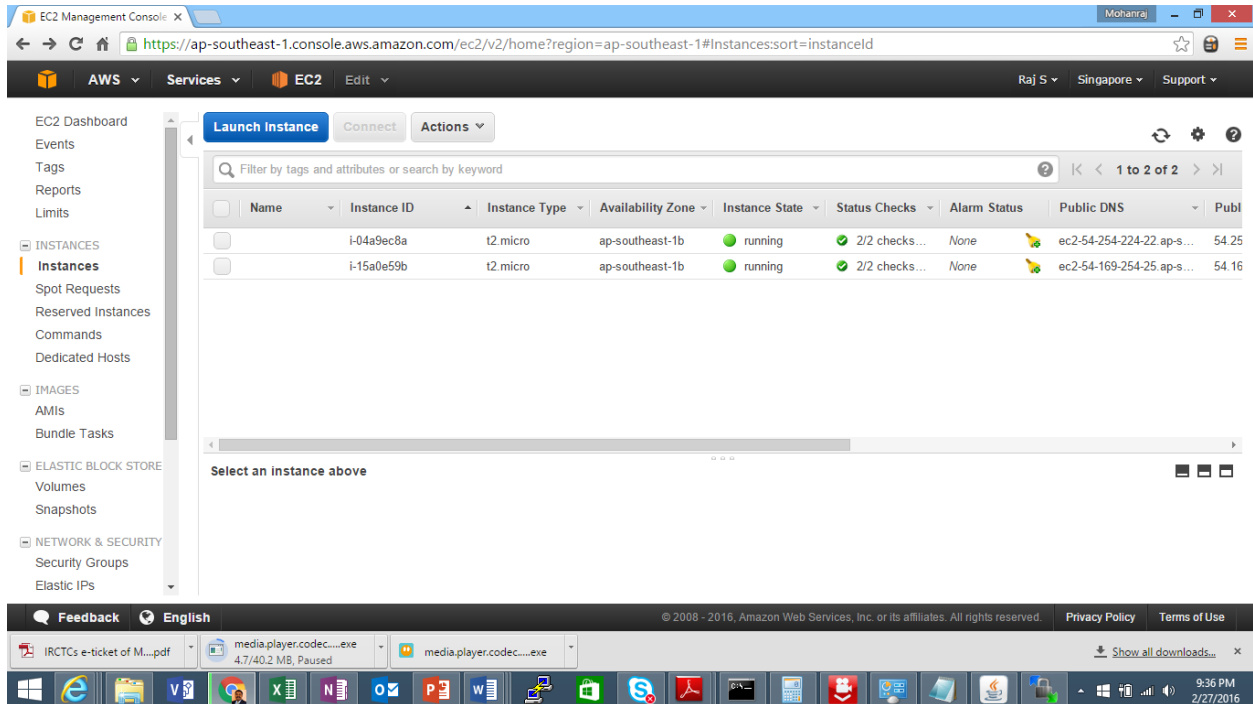 EC2 Management Console
Mohanraj
https://ap-southeast-1.console.aws.amazon.com/ec2/v2/home?region=ap-southeast-1#Instances:sort=instanceId
AWS Services EC2 Edit Raj S Singapore Support
EC2 Dashboard
Events
Tags
Reports
Limits
INSTANCES
Instances
Spot Requests
Reserved Instances
Commands
Dedicated Hosts
IMAGES
AMIs
Bundle Tasks
ELASTIC BLOCK STORE
Volumes
Snapshots
NETWORK & SECURITY
Security Groups
Elastic IPs
Launch Instance Connect Actions
Filter by tags and attributes or search by keyword
1 to 2 of 2
Name Instance ID Instance Type Availability Zone Instance State Status Checks Alarm Status Public DNS Publ
i-04a9ec8a t2.micro ap-southeast-1b running 2/2 checks... None ec2-54-254-224-22.ap-s... 54.25
i-15a0e59b t2.micro ap-southeast-1b running 2/2 checks... None ec2-54-169-254-25.ap-s... 54.16
Select an instance above
Feedback English © 2008 - 2016, Amazon Web Services, Inc. or its affiliates. All rights reserved. Privacy Policy Terms of Use
IRCTCs e-ticket of M....pdf
media.player.codec.....exe
4.7/40.2 MB, Paused
media.player.codec.....exe
Show all downloads...
9:36 PM
2/27/2016